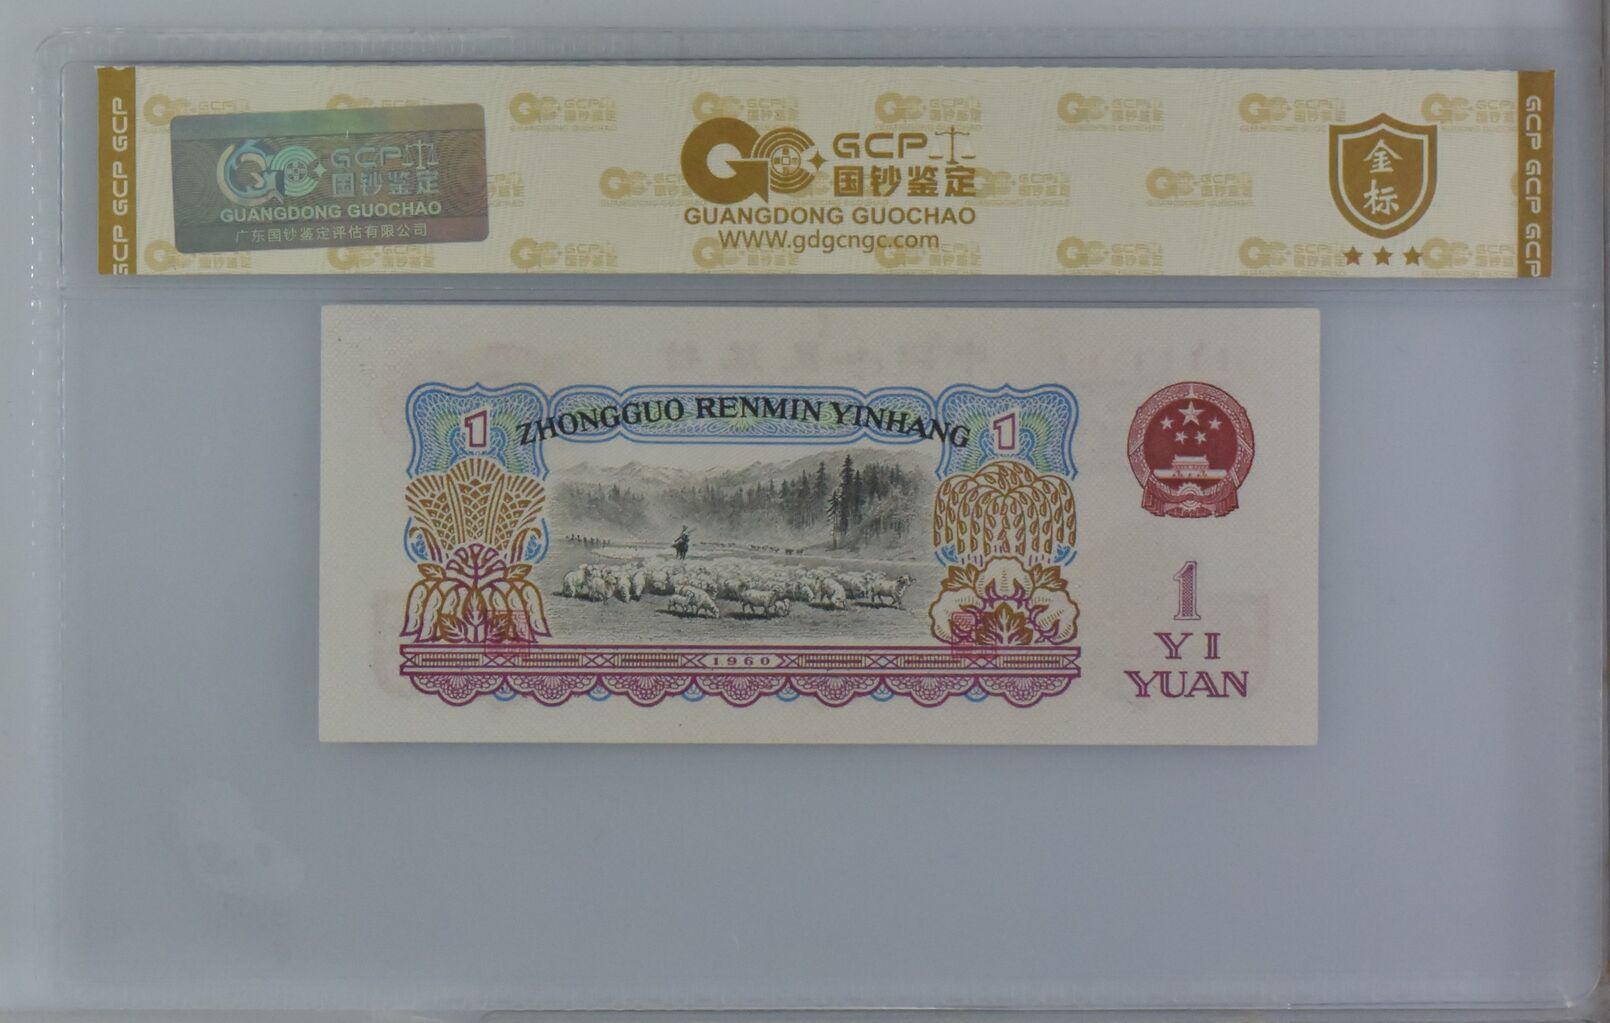 GCP
国钞鉴定
GUANGDONG GUOCHAO
广东国钞鉴定评估有限公司
GCP
国钞鉴定
GUANGDONG GUOCHAO
WWW.gdgcngc.com
金
标
GCP GCP GCP
GCP GCP GCP
ZHONGGUO RENMIN YINHANG
1
1
1960
1
YI
YUAN